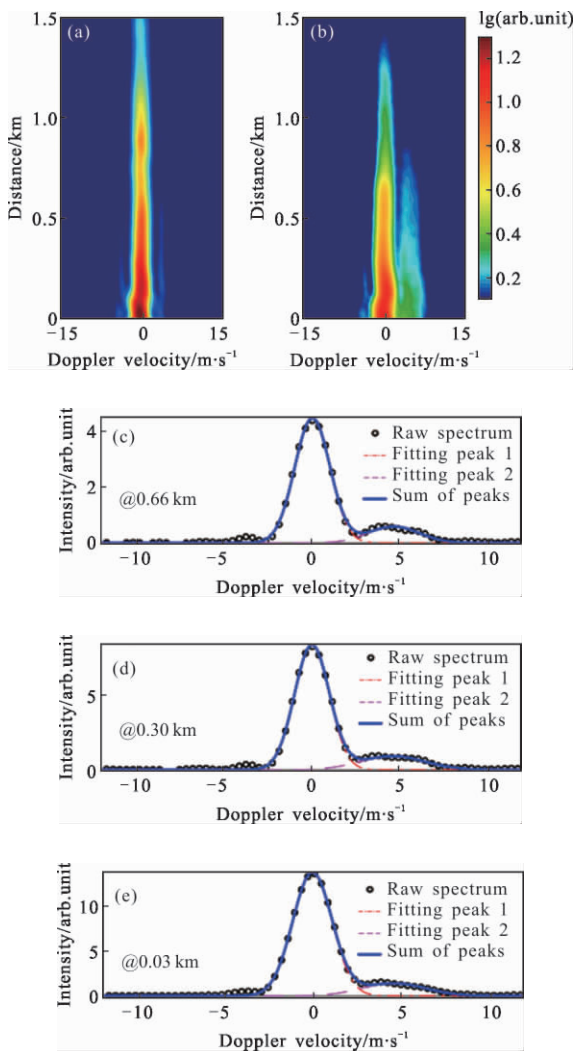 lg(arb.unit)
1.5
(a)
(b)
1.0
0.5
0
Distance/km
−15
0
15
Doppler velocity/m·s⁻¹
1.0
0.5
0
Distance/km
−15
0
15
Doppler velocity/m·s⁻¹
1.2
1.0
0.8
0.6
0.4
0.2
(c)
4
2
0
Intensity/arb.unit
@0.66 km
Raw spectrum
Fitting peak 1
Fitting peak 2
Sum of peaks
−10
−5
0
5
10
Doppler velocity/m·s⁻¹
(d)
5
0
Intensity/arb.unit
@0.30 km
Raw spectrum
Fitting peak 1
Fitting peak 2
Sum of peaks
−10
−5
0
5
10
Doppler velocity/m·s⁻¹
(e)
10
5
0
Intensity/arb.unit
@0.03 km
Raw spectrum
Fitting peak 1
Fitting peak 2
Sum of peaks
−10
−5
0
5
10
Doppler velocity/m·s⁻¹